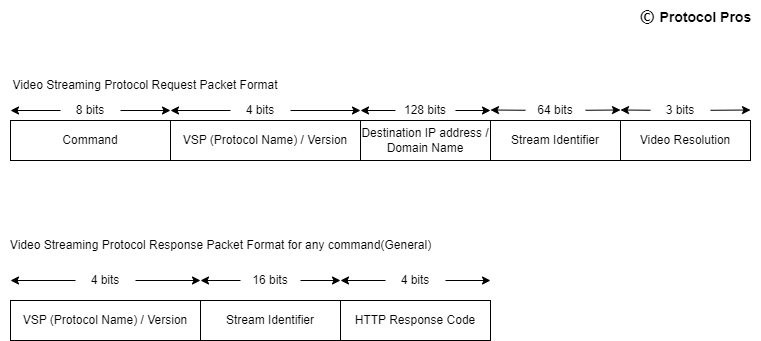 © Protocol Pros
Video Streaming Protocol Request Packet Format
8 bits 4 bits 128 bits 64 bits 3 bits
Command VSP (Protocol Name) / Version Destination IP address / Domain Name Stream Identifier Video Resolution
Video Streaming Protocol Response Packet Format for any command(General)
4 bits 16 bits 4 bits
VSP (Protocol Name) / Version Stream Identifier HTTP Response Code